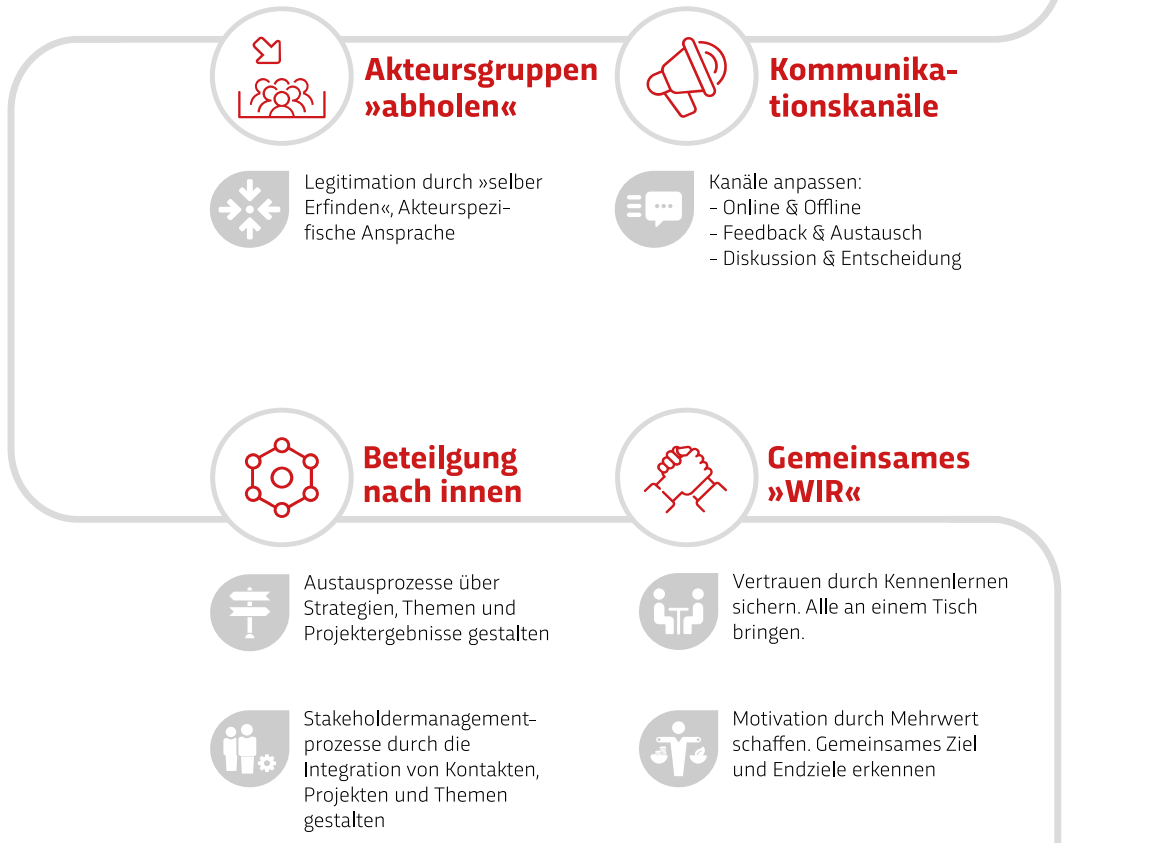 Akteursgruppen
»abholen«
Legitimation durch »selber
Erfinden«, Akteurspezi-
fische Ansprache
Kommunika-
tionskanäle
Kanäle anpassen:
- Online & Offline
- Feedback & Austausch
- Diskussion & Entscheidung
Beteilgung
nach innen
Austausprozesse über
Strategien, Themen und
Projektergebnisse gestalten
Stakeholdermanagement-
prozesse durch die
Integration von Kontakten,
Projekten und Themen
gestalten
Gemeinsames
»WIR«
Vertrauen durch Kennenlernen
sichern. Alle an einem Tisch
bringen.
Motivation durch Mehrwert
schaffen. Gemeinsames Ziel
und Endziele erkennen